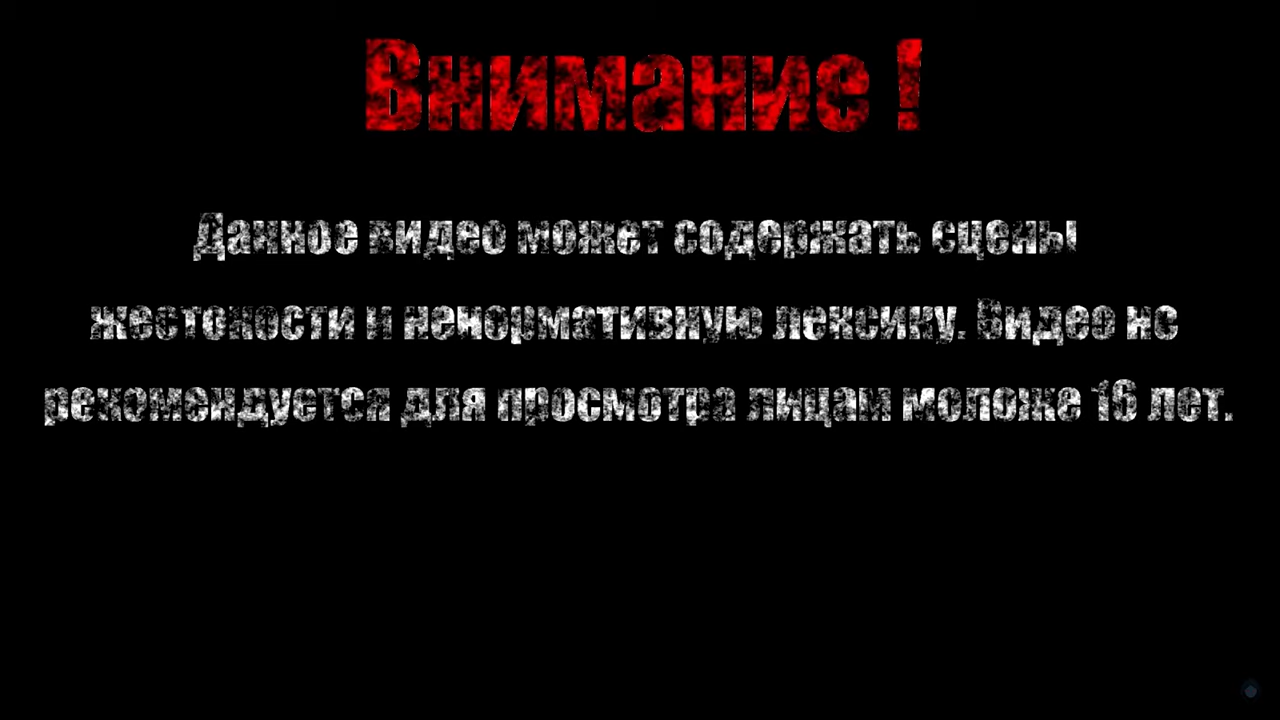 Внимание !
Данное видео может содержать сцены
жестокости и ненормативную лексику. Видео не
рекомендуется для просмотра лицам моложе 16 лет.